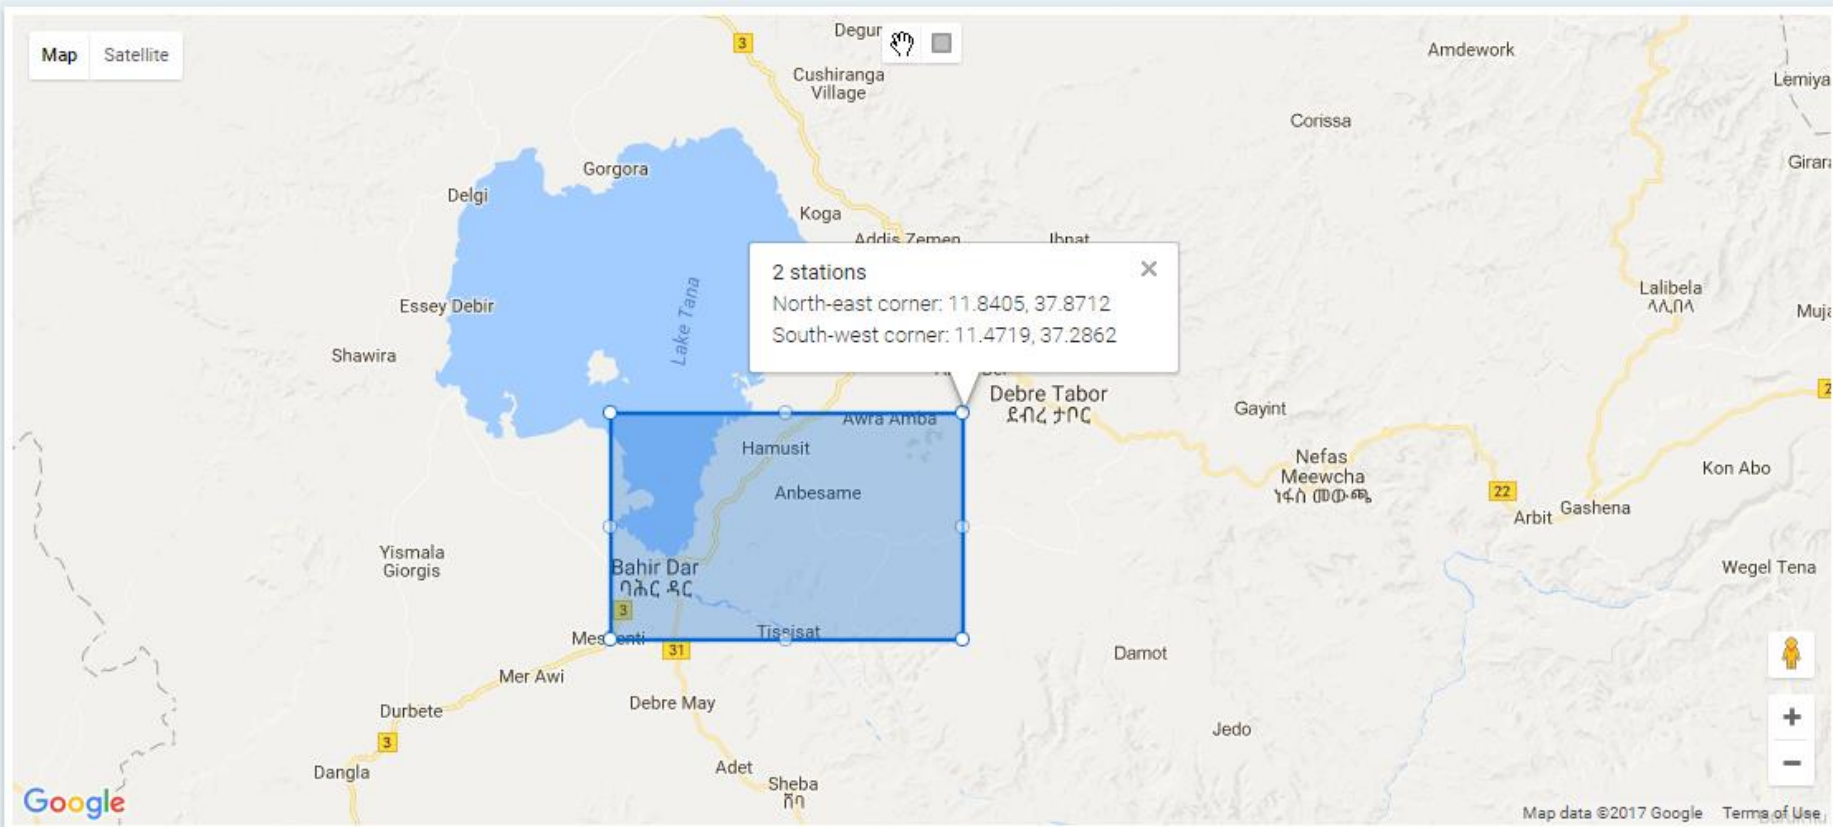 Map
Satellite
3
Degur
Amdework
Cushiranga
Village
Lemiya
Corissa
Gorgora
Girar
Delgi
Koga
Addis Zemen
Ibnat
2 stations
North-east corner: 11.8405, 37.8712
South-west corner: 11.4719, 37.2862
Lake Tana
Lalibela
ላሊበላ
Essey Debir
Muja
Shawira
Debre Tabor
ደብረ ታቦር
2
Gayint
Awra Amba
Hamusit
Nefas
Meewcha
ነፋስ መውጫ
Kon Abo
Anbesame
22
Gashena
Arbit
Yismala
Giorgis
Bahir Dar
ባሕር ዳር
Wegel Tena
3
Tissisat
31
Damot
Mer Awi
Debre May
Durbete
Jedo
3
Adet
Dangla
Sheba
ሸባ
Google
Map data ©2017 Google
Terms of Use